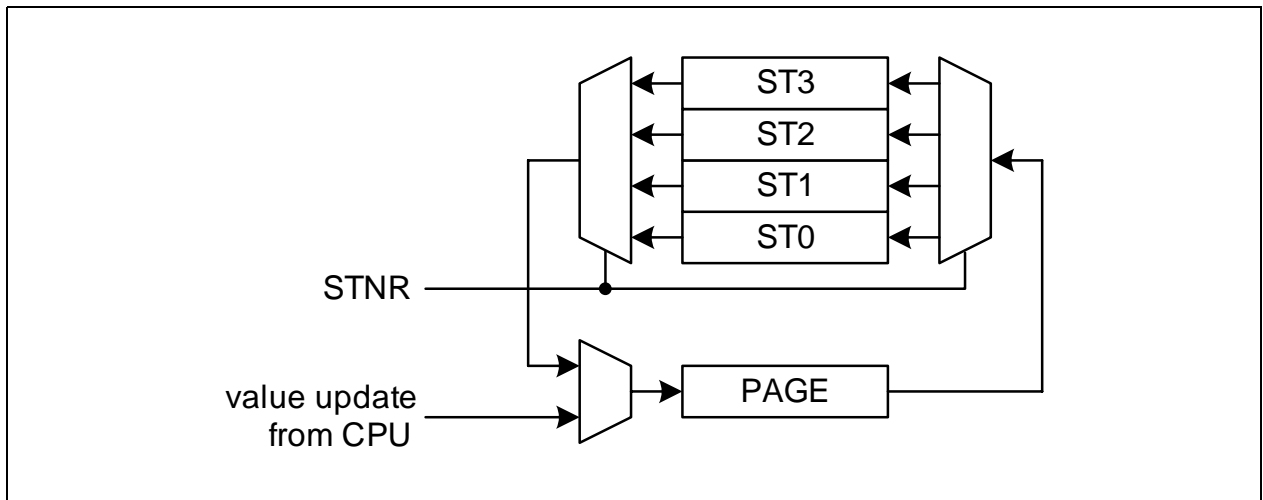 ST3
ST2
ST1
ST0
STNR
value update
from CPU
PAGE